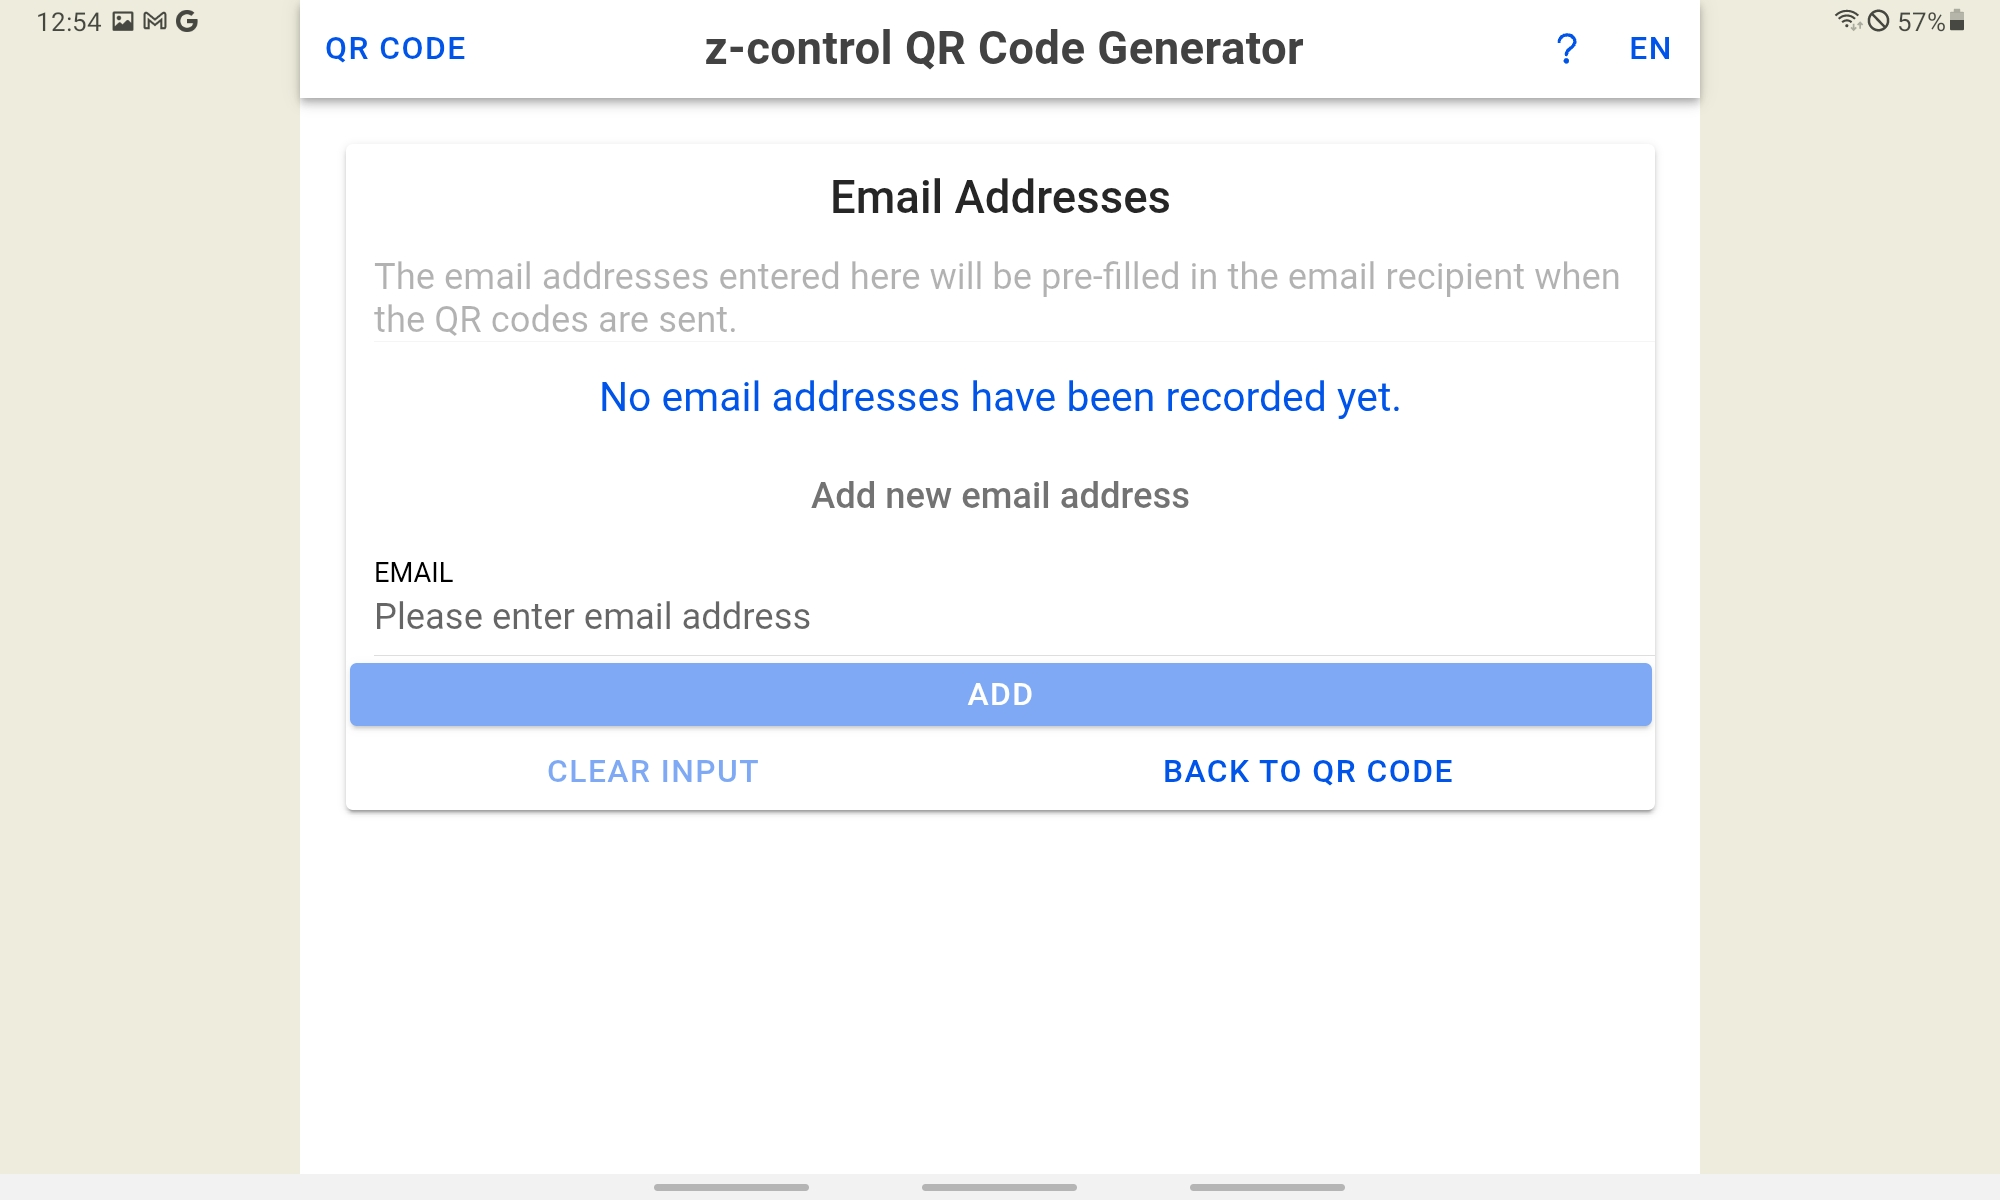 12:54 57%
QR CODE z-control QR Code Generator ? EN
Email Addresses
The email addresses entered here will be pre-filled in the email recipient when
the QR codes are sent.
No email addresses have been recorded yet.
Add new email address
EMAIL
Please enter email address
ADD
CLEAR INPUT BACK TO QR CODE